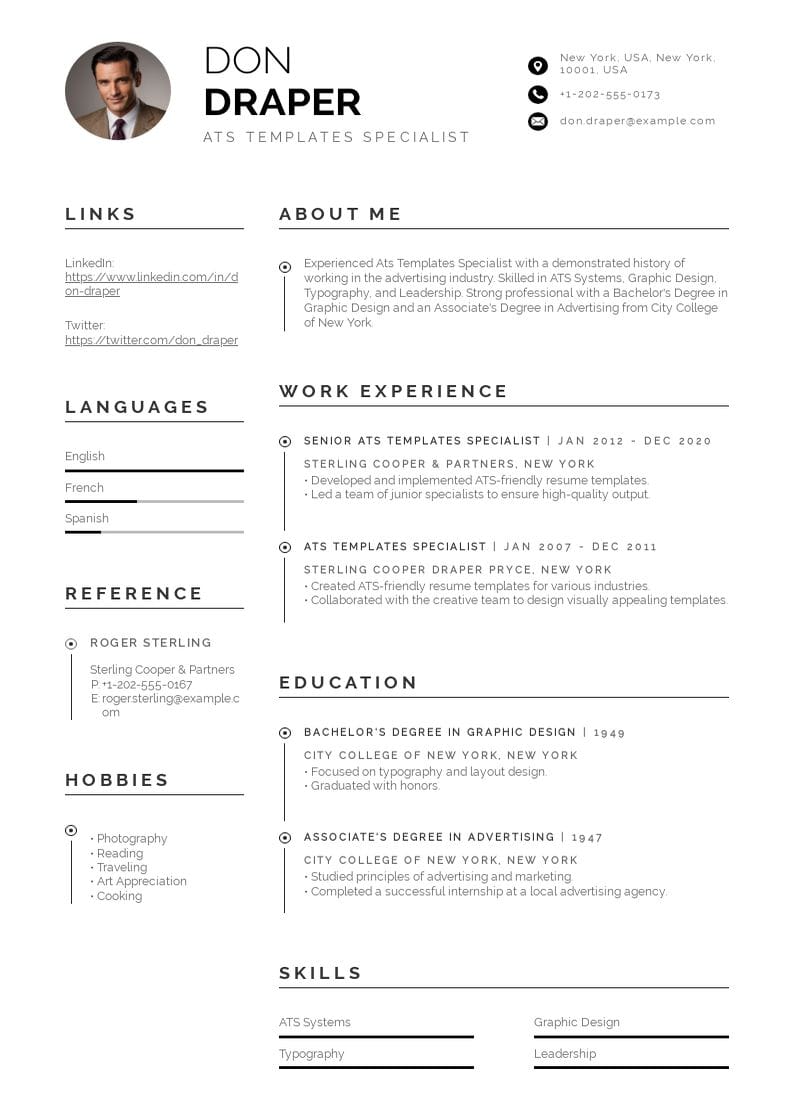 DON
DRAPER
ATS TEMPLATES SPECIALIST
New York, USA, New York,
10001, USA
+1-202-555-0173
don.draper@example.com
LINKS
LinkedIn:
https://www.linkedin.com/in/d
on-draper
Twitter:
https://twitter.com/don_draper
LANGUAGES
English
French
Spanish
REFERENCE
ROGER STERLING
Sterling Cooper & Partners
P: +1-202-555-0167
E: roger.sterling@example.c
om
HOBBIES
• Photography
• Reading
• Traveling
• Art Appreciation
• Cooking
ABOUT ME
Experienced Ats Templates Specialist with a demonstrated history of
working in the advertising industry. Skilled in ATS Systems, Graphic Design,
Typography, and Leadership. Strong professional with a Bachelor's Degree in
Graphic Design and an Associate's Degree in Advertising from City College
of New York.
WORK EXPERIENCE
SENIOR ATS TEMPLATES SPECIALIST | JAN 2012 - DEC 2020
STERLING COOPER & PARTNERS, NEW YORK
• Developed and implemented ATS-friendly resume templates.
• Led a team of junior specialists to ensure high-quality output.
ATS TEMPLATES SPECIALIST | JAN 2007 - DEC 2011
STERLING COOPER DRAPER PRYCE, NEW YORK
• Created ATS-friendly resume templates for various industries.
• Collaborated with the creative team to design visually appealing templates.
EDUCATION
BACHELOR'S DEGREE IN GRAPHIC DESIGN | 1949
CITY COLLEGE OF NEW YORK, NEW YORK
• Focused on typography and layout design.
• Graduated with honors.
ASSOCIATE'S DEGREE IN ADVERTISING | 1947
CITY COLLEGE OF NEW YORK, NEW YORK
• Studied principles of advertising and marketing.
• Completed a successful internship at a local advertising agency.
SKILLS
ATS Systems
Graphic Design
Typography
Leadership